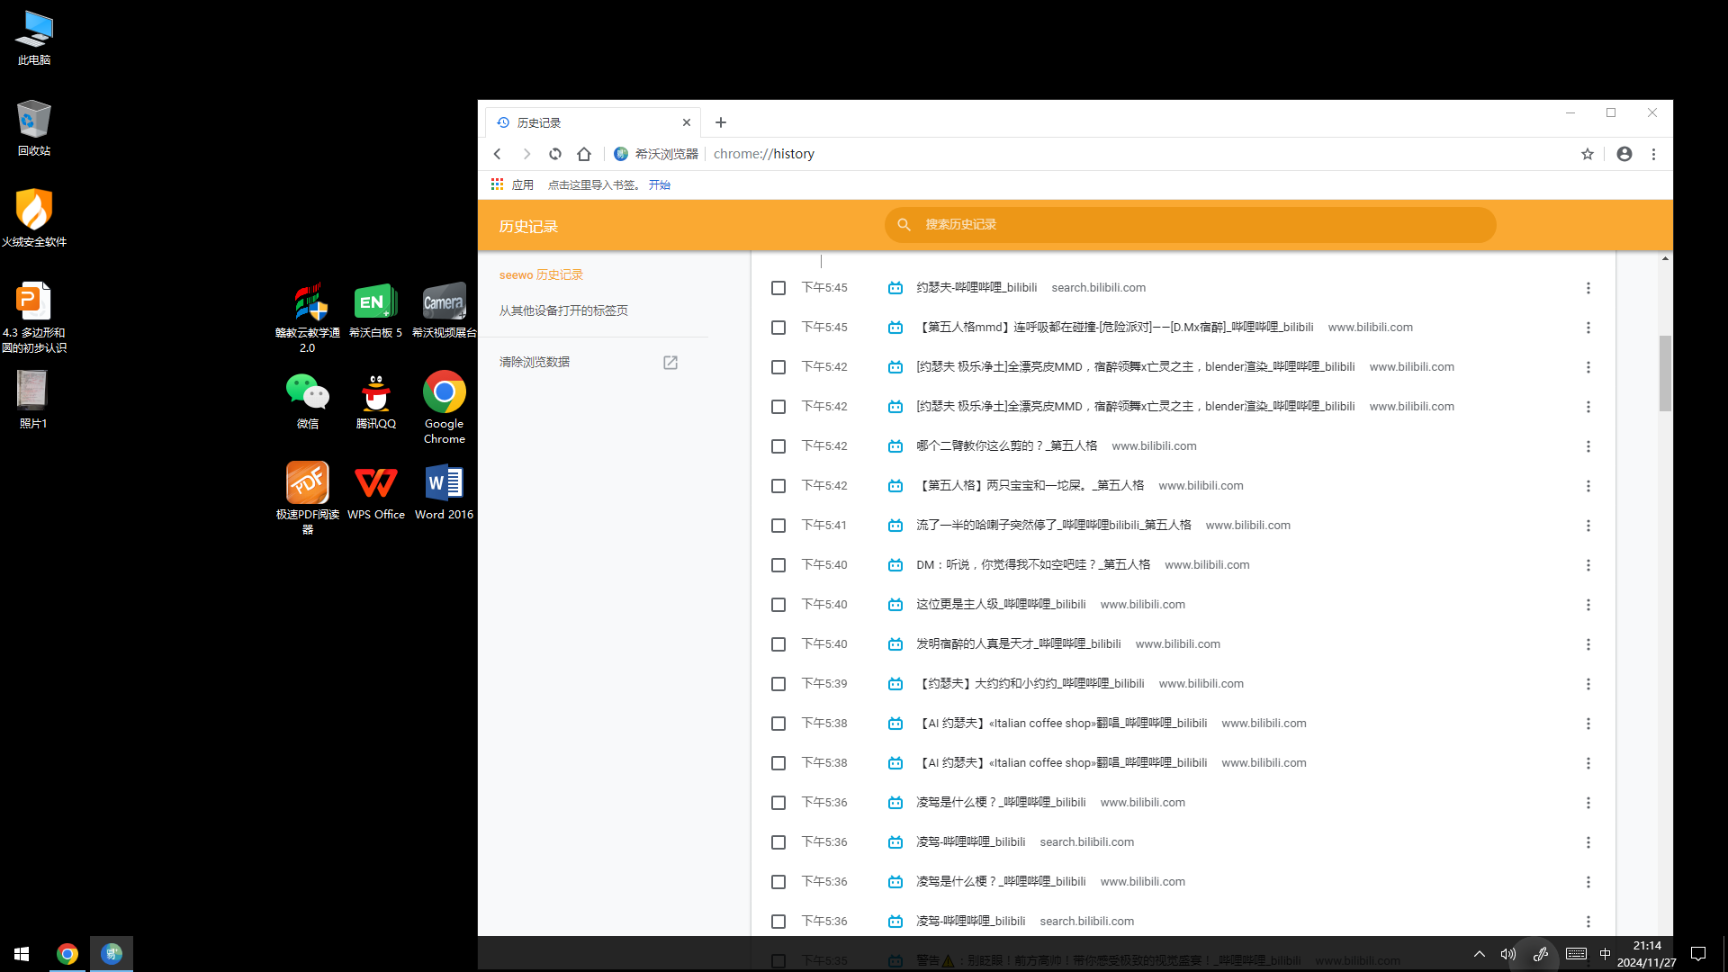 此电脑
回收站
火绒安全软件
4.3 多边形和
圆的初步认识
照片1
赣教云教学通
2.0
希沃白板 5
希沃视频展台
微信
腾讯QQ
Google
Chrome
极速PDF阅读
器
WPS Office
Word 2016
历史记录
希沃浏览器
chrome://history
应用
点击这里导入书签。 开始
历史记录
搜索历史记录
seewo 历史记录
从其他设备打开的标签页
清除浏览数据
下午5:45 约瑟夫-哔哩哔哩_bilibili search.bilibili.com
下午5:45 【第五人格mmd】连呼吸都在碰撞-[危险派对]——[D.Mx宿醉]_哔哩哔哩_bilibili www.bilibili.com
下午5:42 [约瑟夫 极乐净土]全漂亮皮MMD，宿醉领舞x亡灵之主，blender渲染_哔哩哔哩_bilibili www.bilibili.com
下午5:42 [约瑟夫 极乐净土]全漂亮皮MMD，宿醉领舞x亡灵之主，blender渲染_哔哩哔哩_bilibili www.bilibili.com
下午5:42 哪个二臂教你这么剪的？_第五人格 www.bilibili.com
下午5:42 【第五人格】两只宝宝和一坨屎。_第五人格 www.bilibili.com
下午5:41 流了一半的哈喇子突然停了_哔哩哔哩bilibili_第五人格 www.bilibili.com
下午5:40 DM：听说，你觉得我不如空吧哇？_第五人格 www.bilibili.com
下午5:40 这位更是主人级_哔哩哔哩_bilibili www.bilibili.com
下午5:40 发明宿醉的人真是天才_哔哩哔哩_bilibili www.bilibili.com
下午5:39 【约瑟夫】大约约和小约约_哔哩哔哩_bilibili www.bilibili.com
下午5:38 【AI 约瑟夫】«Italian coffee shop»翻唱_哔哩哔哩_bilibili www.bilibili.com
下午5:38 【AI 约瑟夫】«Italian coffee shop»翻唱_哔哩哔哩_bilibili www.bilibili.com
下午5:36 凌驾是什么梗？_哔哩哔哩_bilibili www.bilibili.com
下午5:36 凌驾-哔哩哔哩_bilibili search.bilibili.com
下午5:36 凌驾是什么梗？_哔哩哔哩_bilibili www.bilibili.com
下午5:36 凌驾-哔哩哔哩_bilibili search.bilibili.com
下午5:35 警告⚠：别眨眼！前方高帅！带你感受极致的视觉盛宴！_哔哩哔哩_bilibili www.bilibili.com
中
21:14
2024/11/27